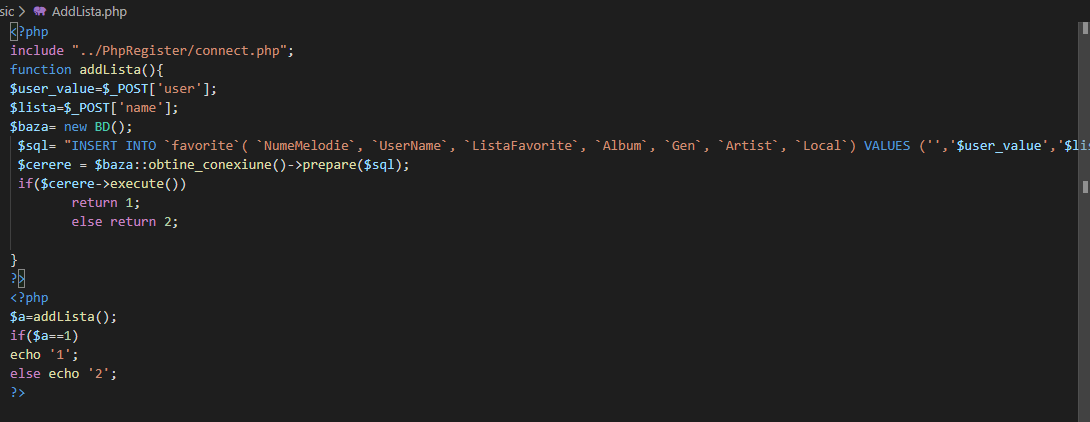 sic > AddLista.php
<?php
include "../PhpRegister/connect.php";
function addLista(){
$user_value=$_POST['user'];
$lista=$_POST['name'];
$baza= new BD();
$sql= "INSERT INTO `favorite`( `NumeMelodie`, `UserName`, `ListaFavorite`, `Album`, `Gen`, `Artist`, `Local`) VALUES ('','$user_value','$lis
$cerere = $baza::obtine_conexiune()->prepare($sql);
if($cerere->execute())
return 1;
else return 2;
}
?>
<?php
$a=addLista();
if($a==1)
echo '1';
else echo '2';
?>